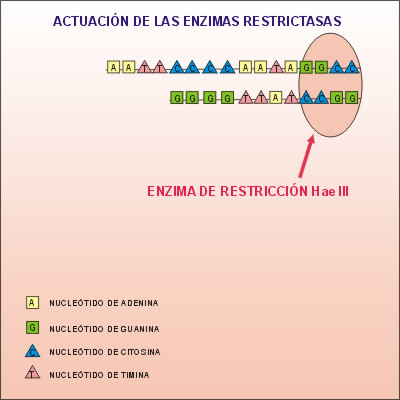 ACTUACIÓN DE LAS ENZIMAS RESTRICTASAS
A A T T C C C C A A T A G G C C
G G G G T T A T C C G G
ENZIMA DE RESTRICCIÓN Hae III
A NUCLEÓTIDO DE ADENINA
G NUCLEÓTIDO DE GUANINA
C NUCLEÓTIDO DE CITOSINA
T NUCLEÓTIDO DE TIMINA